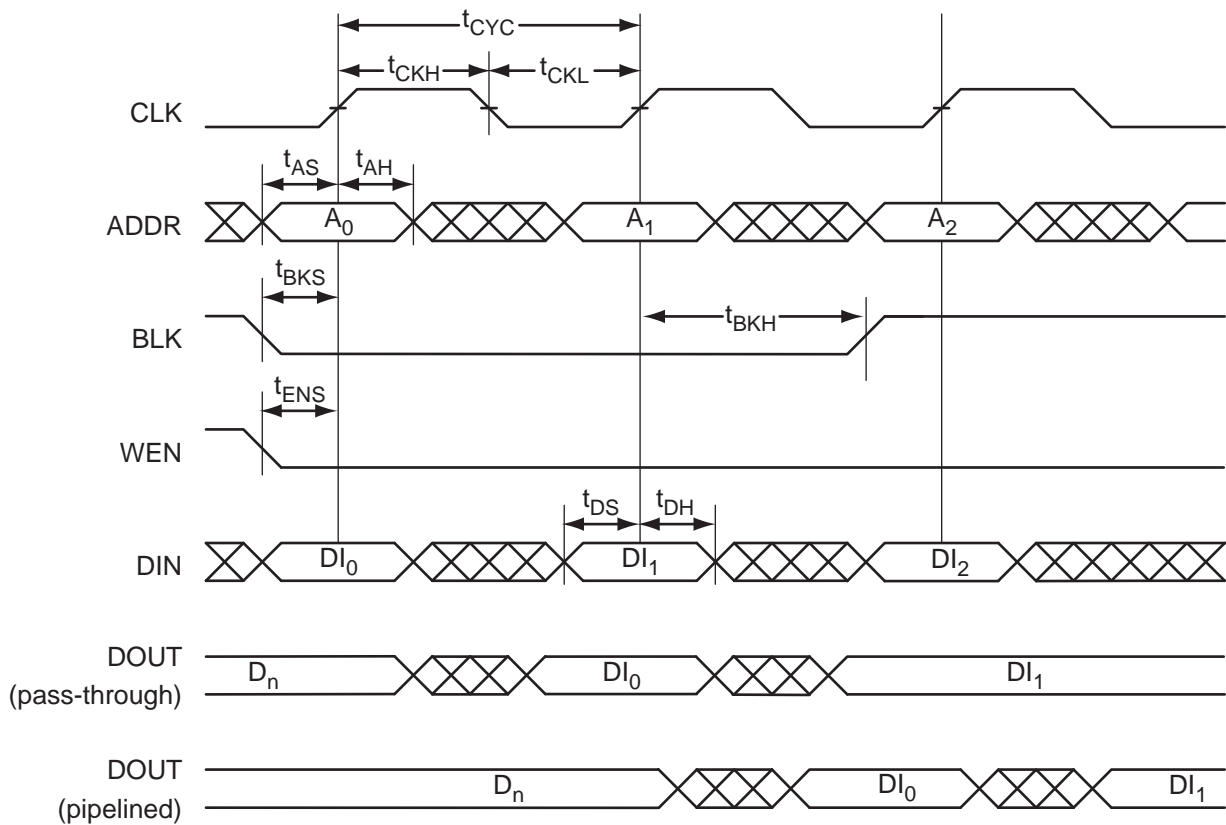 tCYC
tCKH tCKL
CLK
tAS tAH
ADDR A0 A1 A2
tBKS
BLK tBKH
tENS
WEN
tDS tDH
DIN DI0 DI1 DI2
DOUT
(pass-through) Dn DI0 DI1
DOUT
(pipelined) Dn DI0 DI1